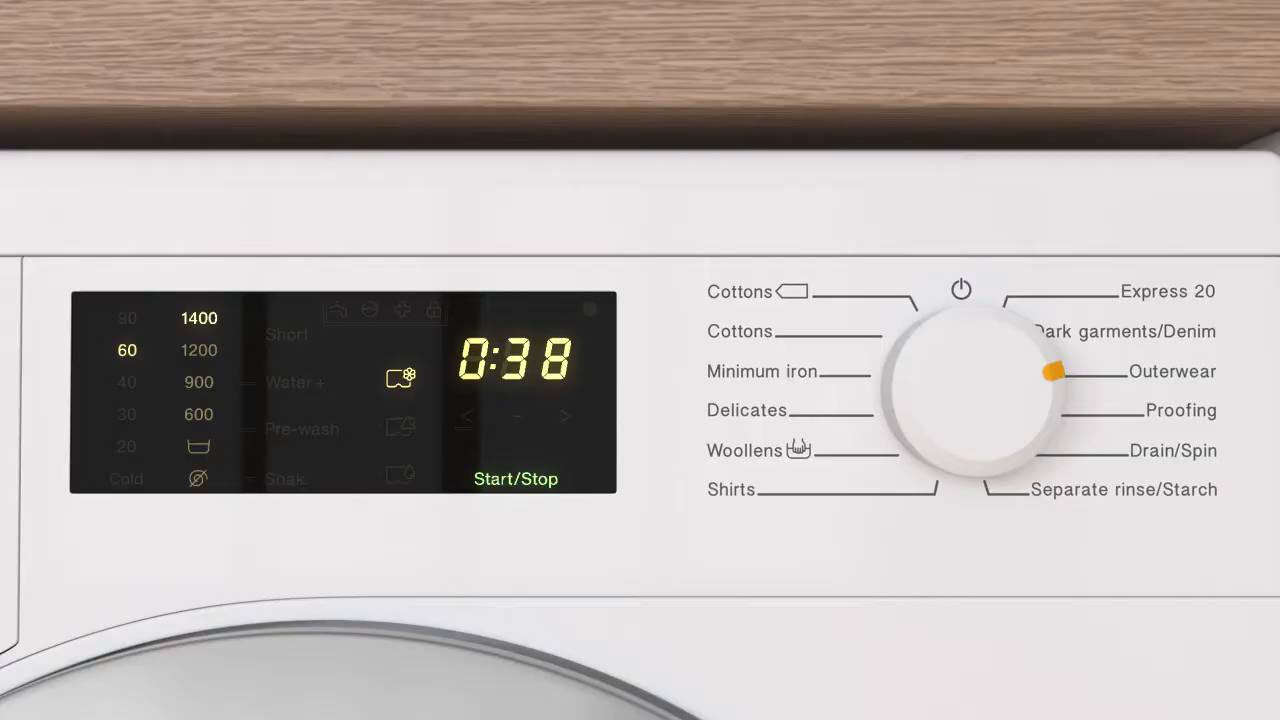 90
1400
60
1200
40
900
30
600
20
Cold
Short
Water +
Pre-wash
Soak
0:38
< - >
Start/Stop
Cottons
Cottons
Minimum iron
Delicates
Woollens
Shirts
Express 20
Dark garments/Denim
Outerwear
Proofing
Drain/Spin
Separate rinse/Starch